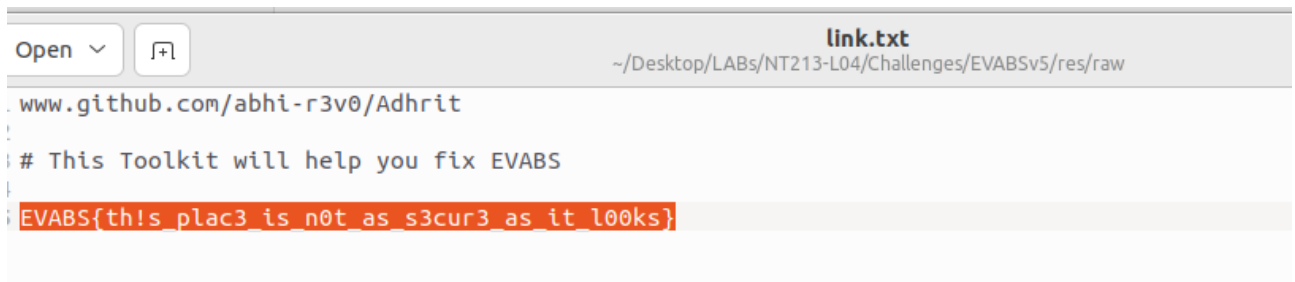 Open
link.txt
~/Desktop/LABs/NT213-L04/Challenges/EVABSv5/res/raw
www.github.com/abhi-r3v0/Adhrit
# This Toolkit will help you fix EVABS
EVABS{th!s_plac3_is_n0t_as_s3cur3_as_it_l00ks}